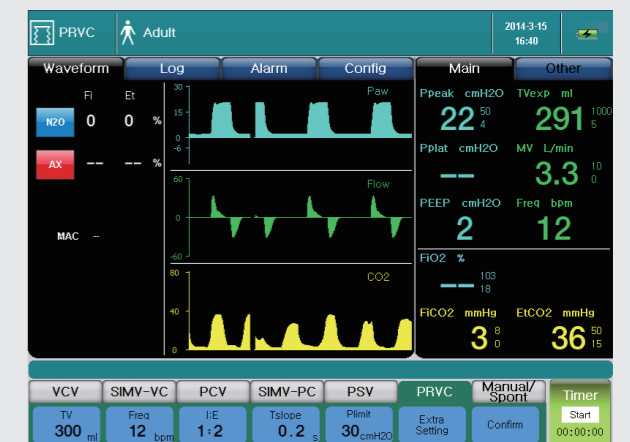 PRVC Adult 2014-3-15
16:40
Waveform Log Alarm Config Main Other
Fi Et
N2O 0 0 %
AX -- -- %
MAC --
30 Paw
15
0
-6
60 Flow
0
-60
80 CO2
40
0
Ppeak cmH2O TVexp ml
22 50 4 291 1000 5
Pplat cmH2O MV L/min
-- 3.3 10 0
PEEP cmH2O Freq bpm
2 12
FiO2 %
-- 103 18
FiCO2 mmHg EtCO2 mmHg
3 8 0 36 50 15
VCV SIMV-VC PCV SIMV-PC PSV PRVC Manual/
Spont Timer
TV Freq I:E Tslope Plimit Extra
Setting Confirm Start
300 ml 12 bpm 1:2 0.2 s 30 cmH2O 00:00:00